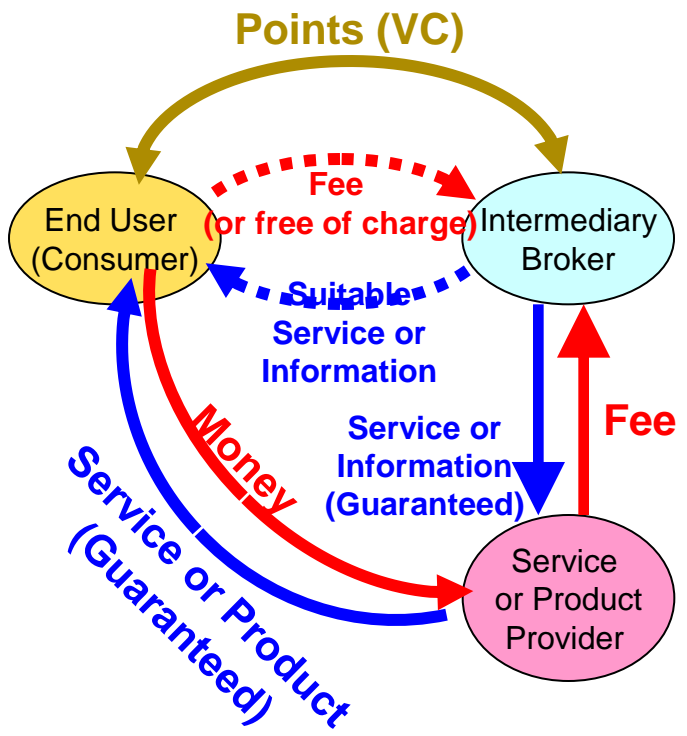 Points (VC)
End User
(Consumer)
Fee
(or free of charge)
Intermediary
Broker
Suitable
Service or
Information
Money
Service or Product
(Guaranteed)
Service or
Information
(Guaranteed)
Fee
Service
or Product
Provider